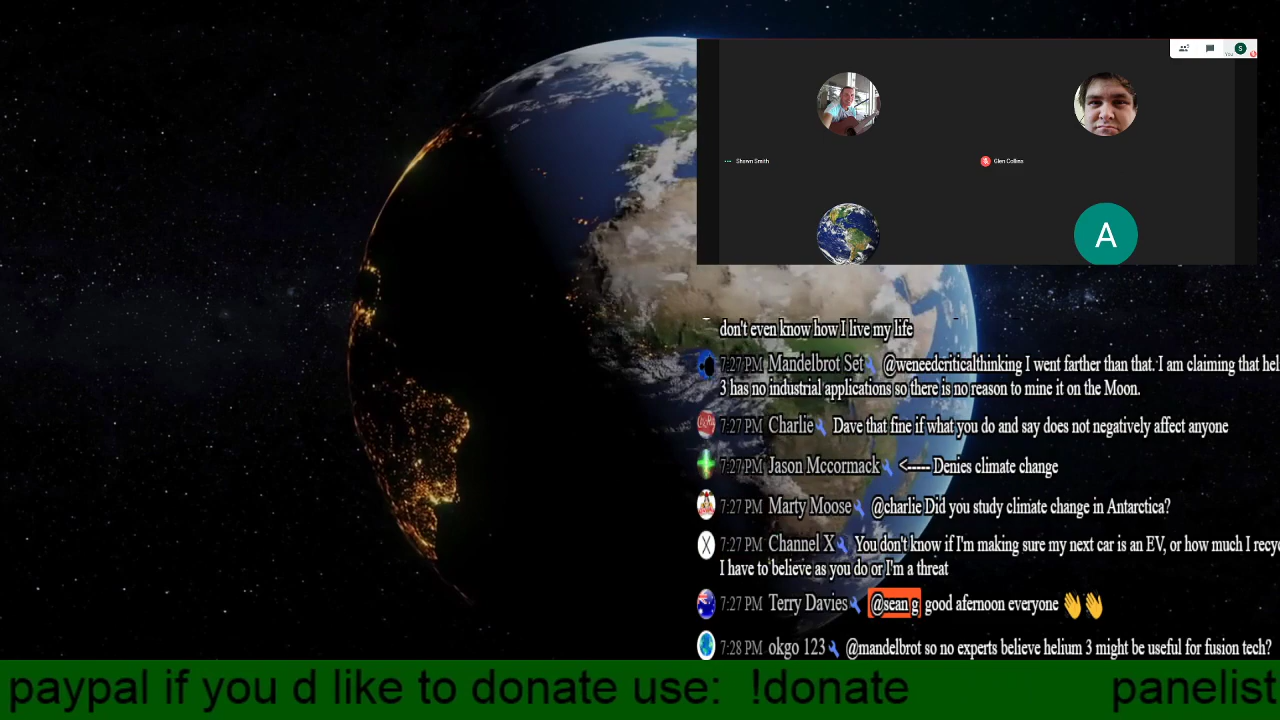 S
You
Shawn Smith
Glen Collins
A
don't even know how I live my life
7:27 PM Mandelbrot Set @weneedcriticalthinking I went farther than that. I am claiming that hel
3 has no industrial applications so there is no reason to mine it on the Moon.
7:27 PM Charlie Dave that fine if what you do and say does not negatively affect anyone
7:27 PM Jason Mccormack <----- Denies climate change
7:27 PM Marty Moose @charlie Did you study climate change in Antarctica?
X 7:27 PM Channel X You don't know if I'm making sure my next car is an EV, or how much I recyc
I have to believe as you do or I'm a threat
7:27 PM Terry Davies @sean g good afernoon everyone 👋👋
7:28 PM okgo 123 @mandelbrot so no experts believe helium 3 might be useful for fusion tech?
paypal if you d like to donate use: !donate panelist